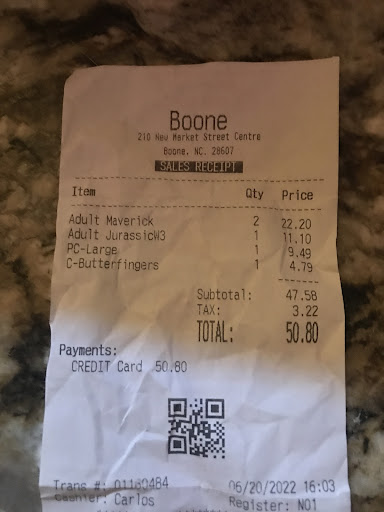 Boone
210 New Market Street Centre
Boone, NC. 28607
SALES RECEIPT
Item Qty Price
Adult Maverick 2 22.20
Adult JurassicW3 1 11.10
PC-Large 1 9.49
C-Butterfingers 1 4.79
Subtotal: 47.58
TAX: 3.22
TOTAL: 50.80
Payments:
CREDIT Card 50.80
Trans #: 01160484 06/20/2022 16:03
Cashier: Carlos Register: N01